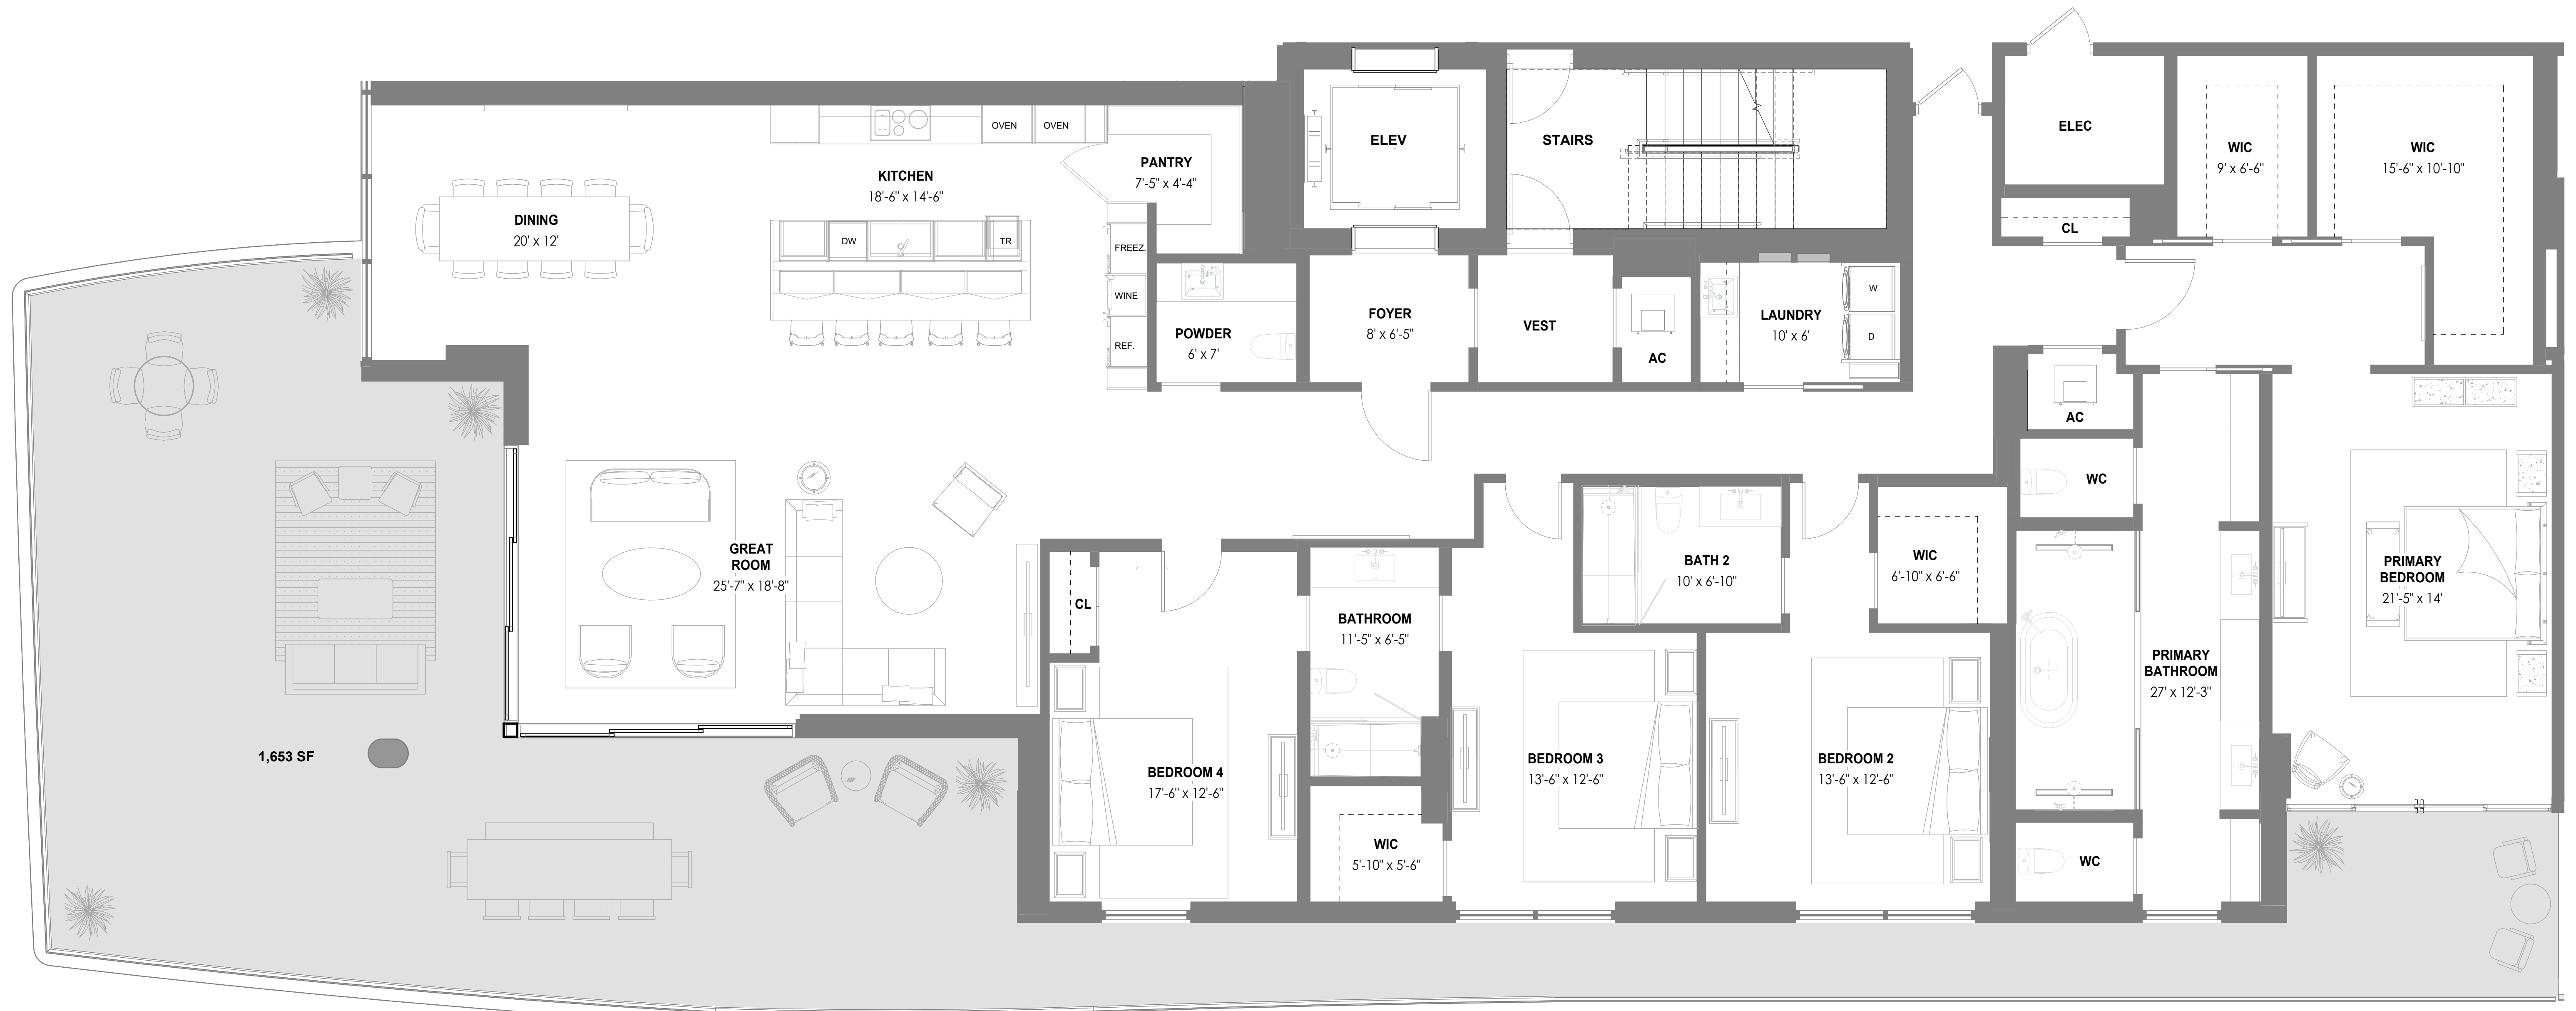 ELEC
WIC
9' x 6'-6"
WIC
15'-6" x 10'-10"
OVEN
OVEN
ELEV
STAIRS
PANTRY
7'-5" x 4'-4"
KITCHEN
18'-6" x 14'-6"
DINING
20' x 12'
DW
TR
FREEZ.
WINE
REF.
CL
POWDER
6' x 7'
FOYER
8' x 6'-5"
VEST
AC
LAUNDRY
10' x 6'
W
D
AC
WC
GREAT
ROOM
25'-7" x 18'-8"
CL
BATHROOM
11'-5" x 6'-5"
BATH 2
10' x 6'-10"
WIC
6'-10" x 6'-6"
PRIMARY
BEDROOM
21'-5" x 14'
PRIMARY
BATHROOM
27' x 12'-3"
1,653 SF
BEDROOM 4
17'-6" x 12'-6"
BEDROOM 3
13'-6" x 12'-6"
BEDROOM 2
13'-6" x 12'-6"
WIC
5'-10" x 5'-6"
WC